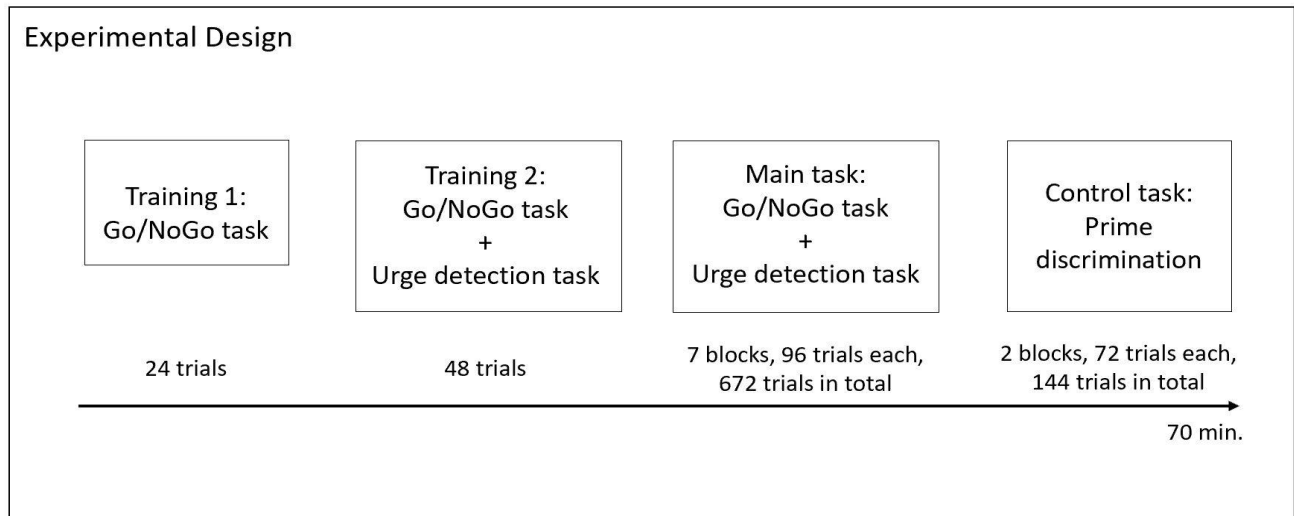 Experimental Design
Training 1:
Go/NoGo task
Training 2:
Go/NoGo task
+
Urge detection task
Main task:
Go/NoGo task
+
Urge detection task
Control task:
Prime
discrimination
24 trials
48 trials
7 blocks, 96 trials each,
672 trials in total
2 blocks, 72 trials each,
144 trials in total
70 min.